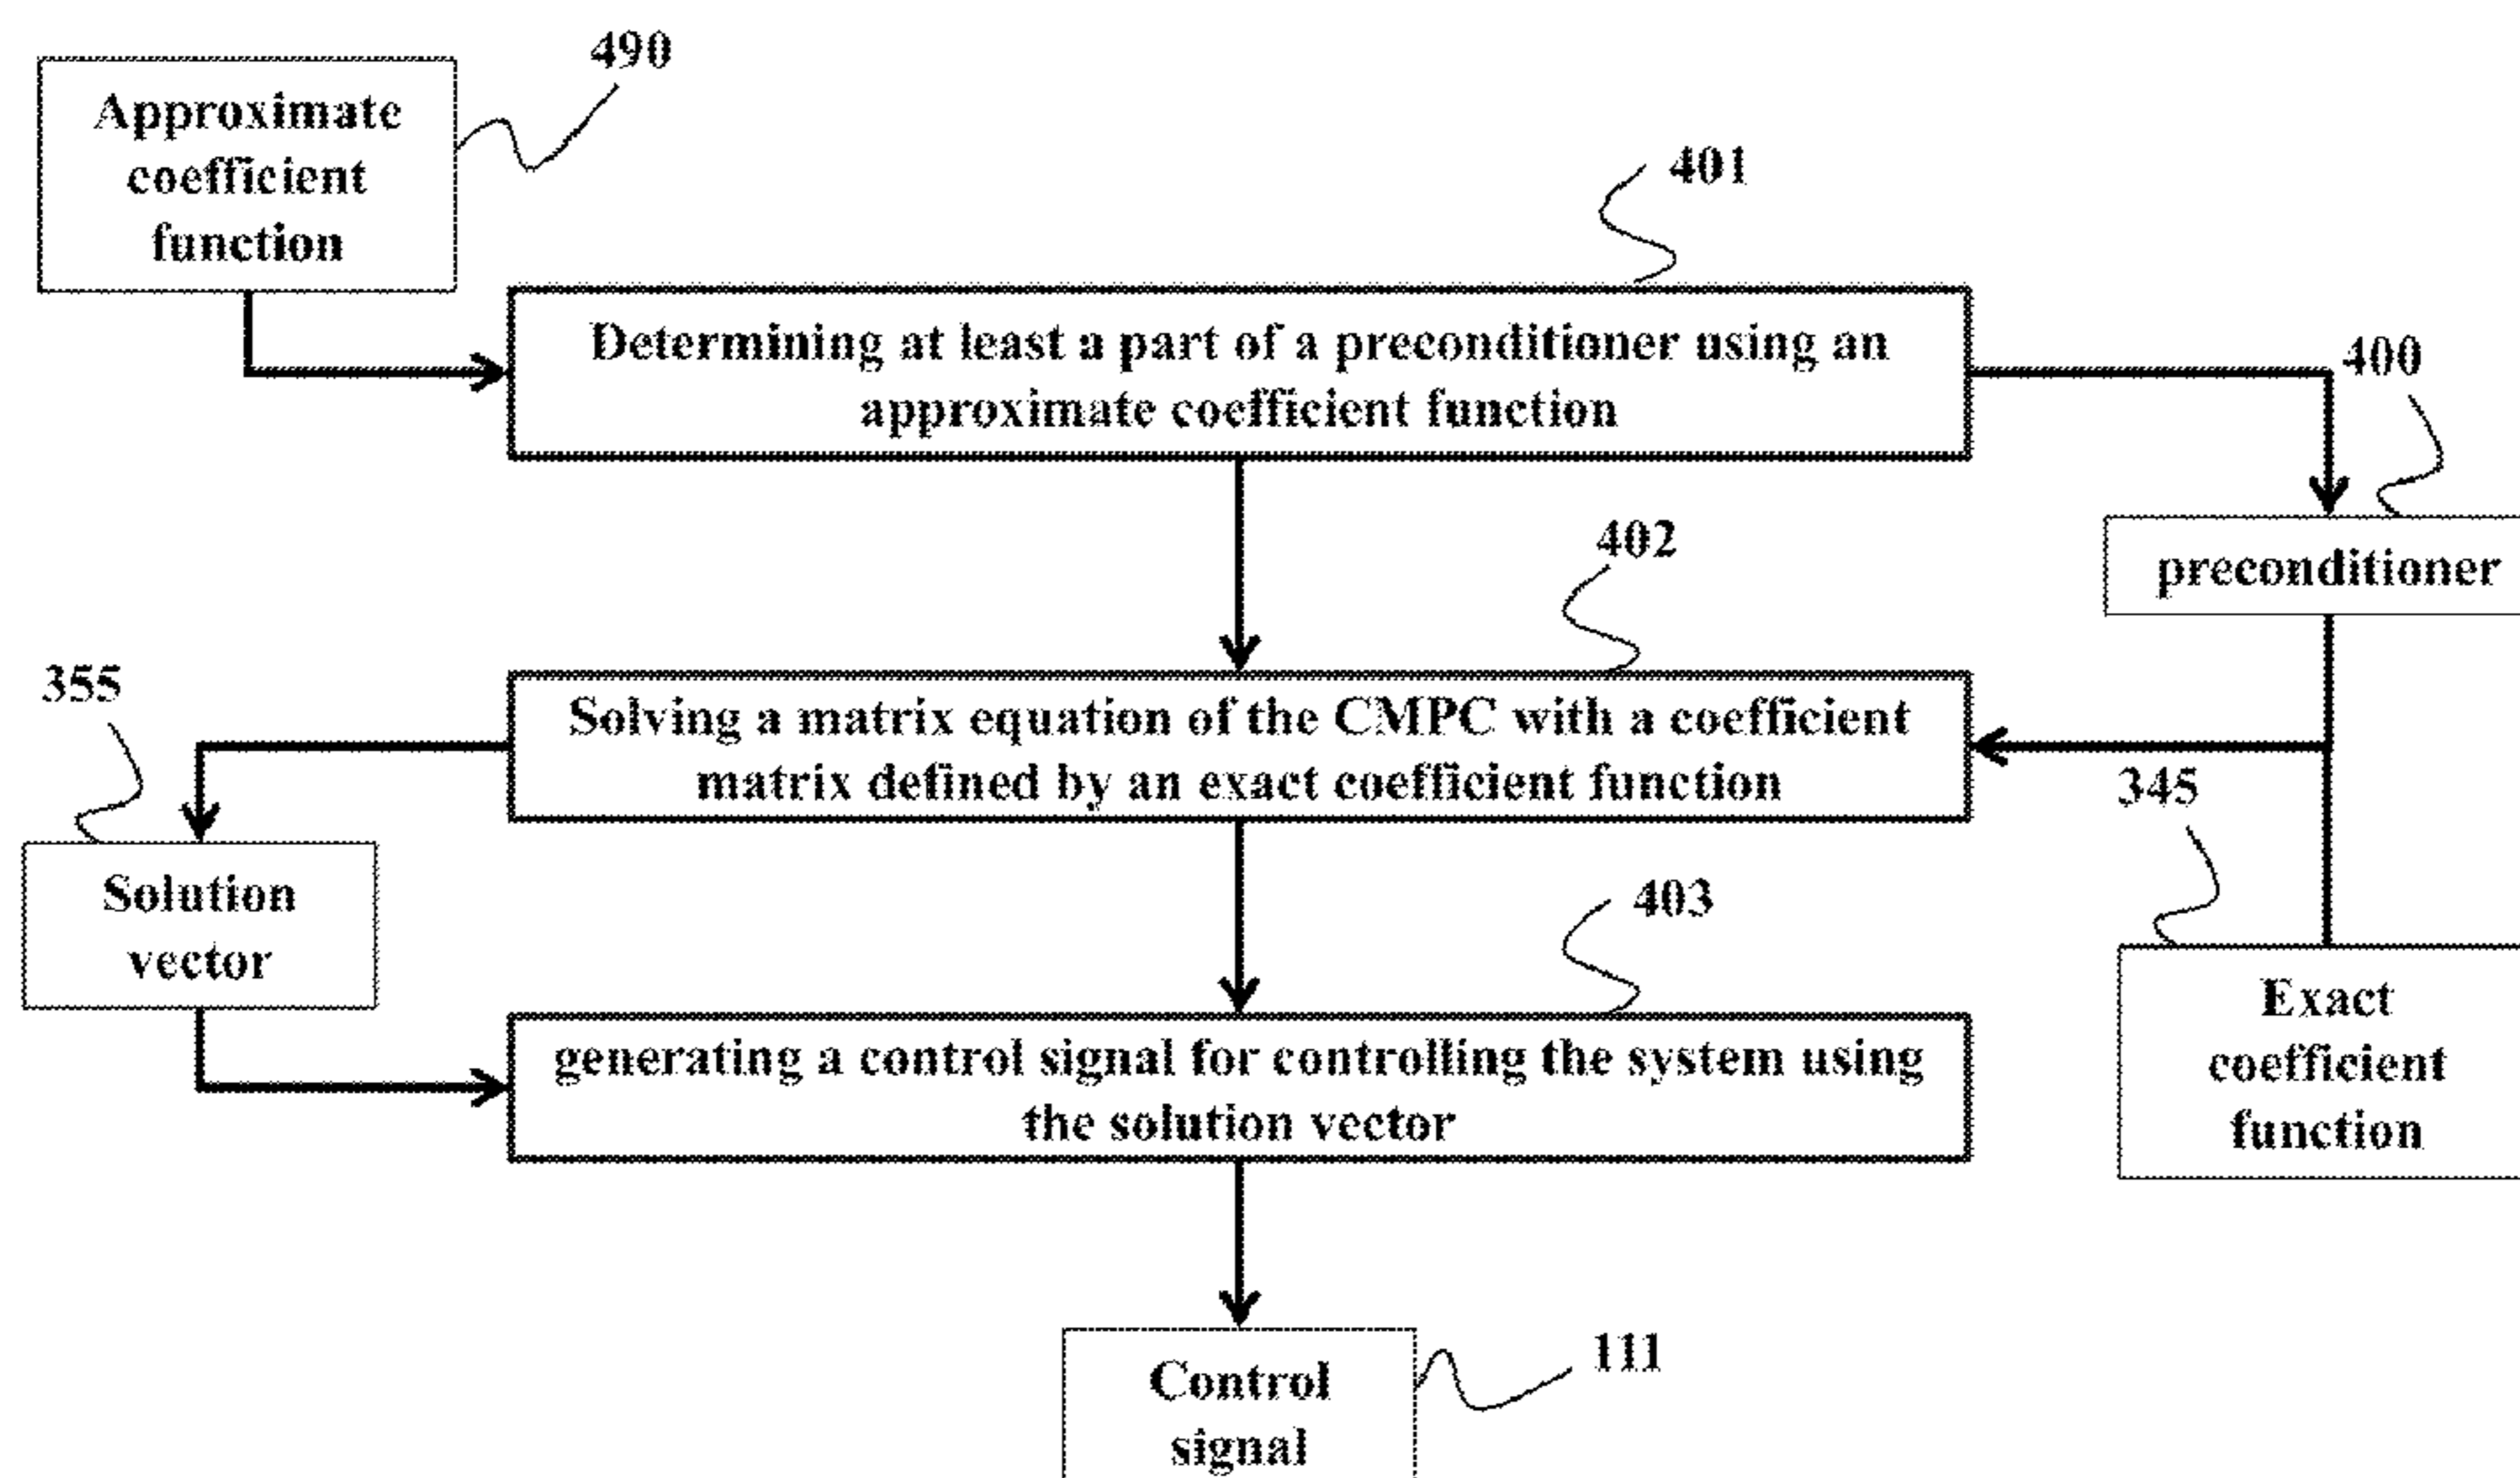 490
Approximate
coefficient
function
401
Determining at least a part of a preconditioner using an
approximate coefficient function
400
preconditioner
402
Solving a matrix equation of the CMPC with a coefficient
matrix defined by an exact coefficient function
355
Solution
vector
345
Exact
coefficient
function
403
generating a control signal for controlling the system using
the solution vector
111
Control
signal